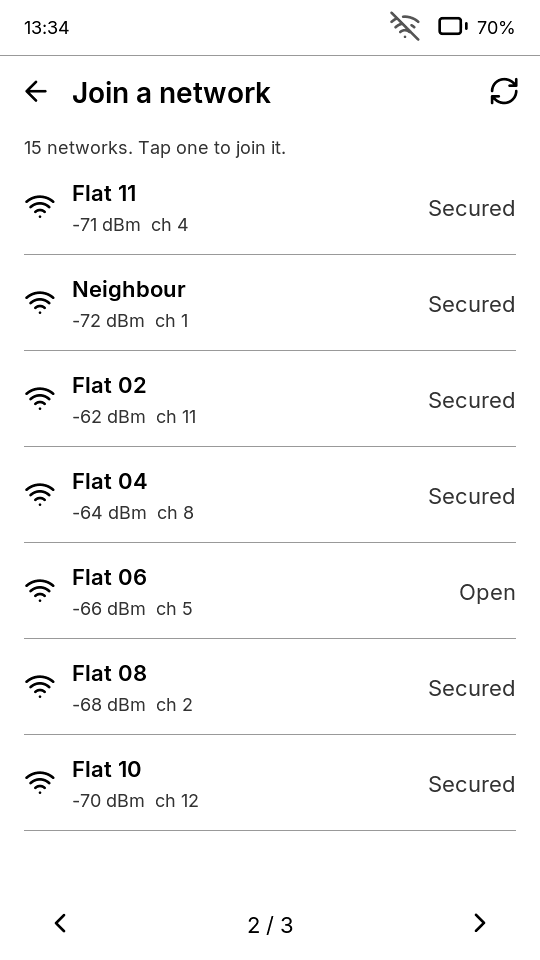 13:34
70%
Join a network
15 networks. Tap one to join it.
Flat 11
-71 dBm ch 4
Secured
Neighbour
-72 dBm ch 1
Secured
Flat 02
-62 dBm ch 11
Secured
Flat 04
-64 dBm ch 8
Secured
Flat 06
-66 dBm ch 5
Open
Flat 08
-68 dBm ch 2
Secured
Flat 10
-70 dBm ch 12
Secured
2 / 3